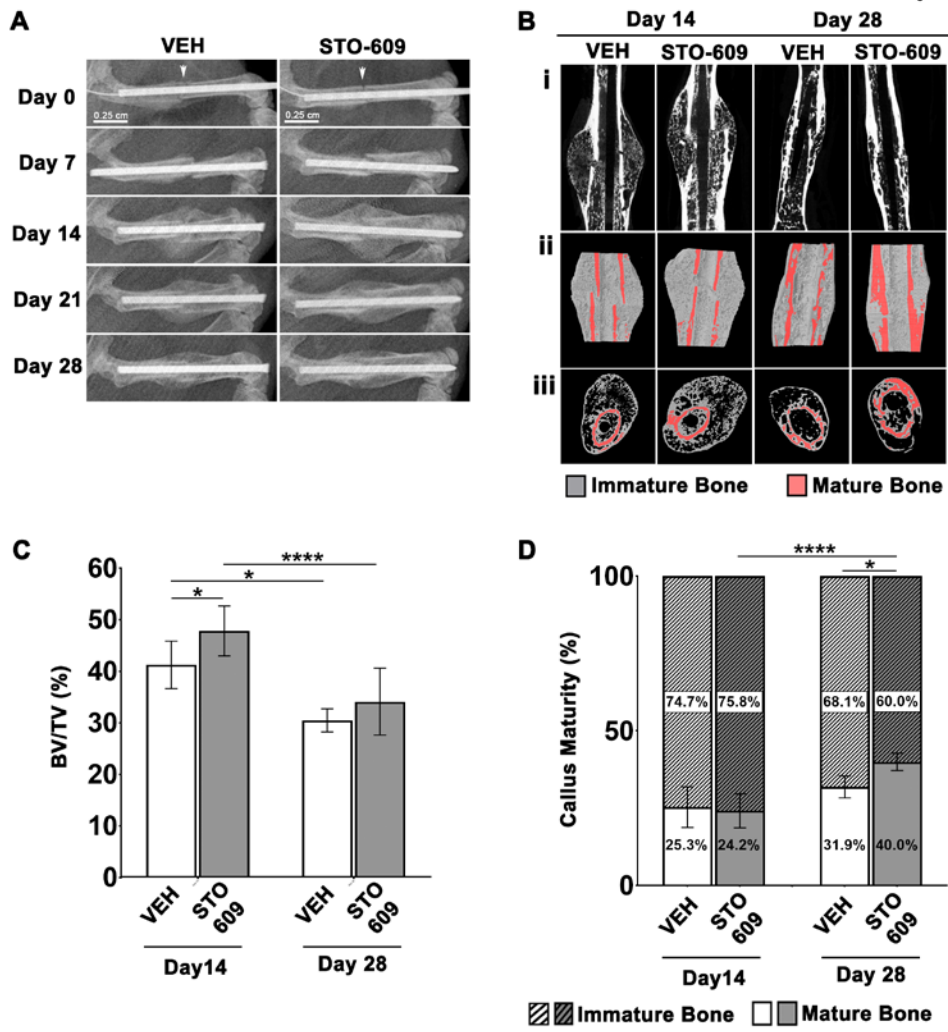 A
VEH STO-609
Day 0
0.25 cm 0.25 cm
Day 7
Day 14
Day 21
Day 28
B
Day 14 Day 28
VEH STO-609 VEH STO-609
i
ii
iii
Immature Bone Mature Bone
C
BV/TV (%)
60
50
40
30
20
10
0
****
*
*
VEH STO 609 VEH STO 609
Day14 Day 28
D
Callus Maturity (%)
100
50
0
****
*
74.7% 75.8% 68.1% 60.0%
25.3% 24.2% 31.9% 40.0%
VEH STO 609 VEH STO 609
Day14 Day 28
Immature Bone Mature Bone